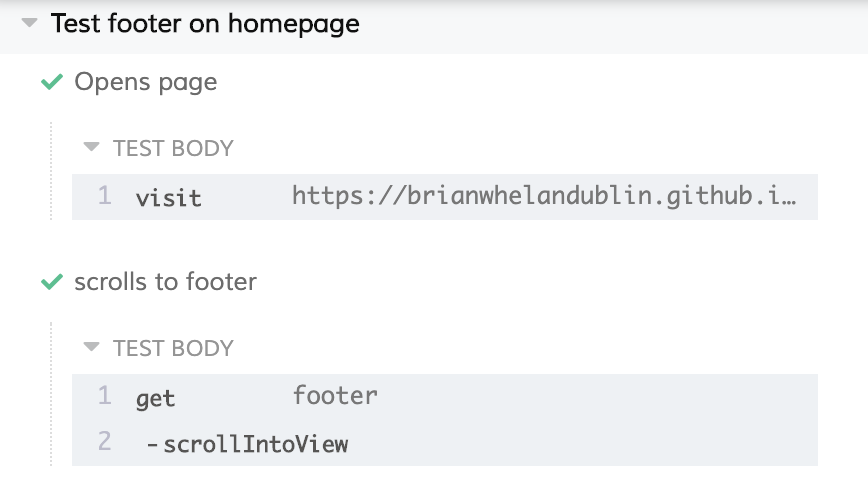 Test footer on homepage
Opens page
TEST BODY
1 visit https://brianwhelandublin.github.i…
scrolls to footer
TEST BODY
1 get footer
2 -scrollIntoView